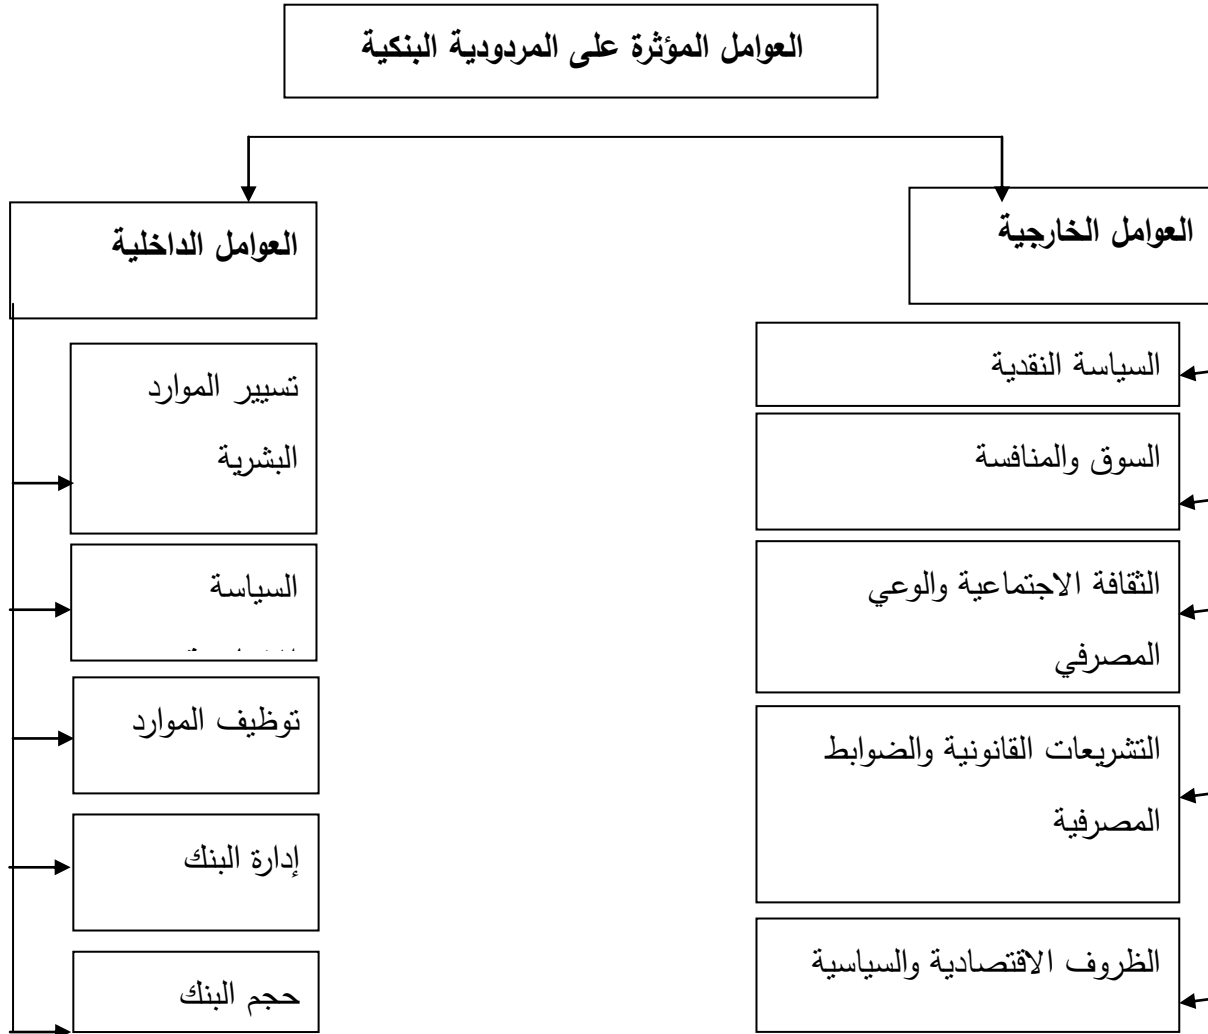 العوامل المؤثرة على المردودية البنكية
العوامل الخارجية
السياسة النقدية
السوق والمنافسة
الثقافة الاجتماعية والوعي
المصرفي
التشريعات القانونية والضوابط
المصرفية
الظروف الاقتصادية والسياسية
العوامل الداخلية
تسيير الموارد
البشرية
السياسة
توظيف الموارد
إدارة البنك
حجم البنك